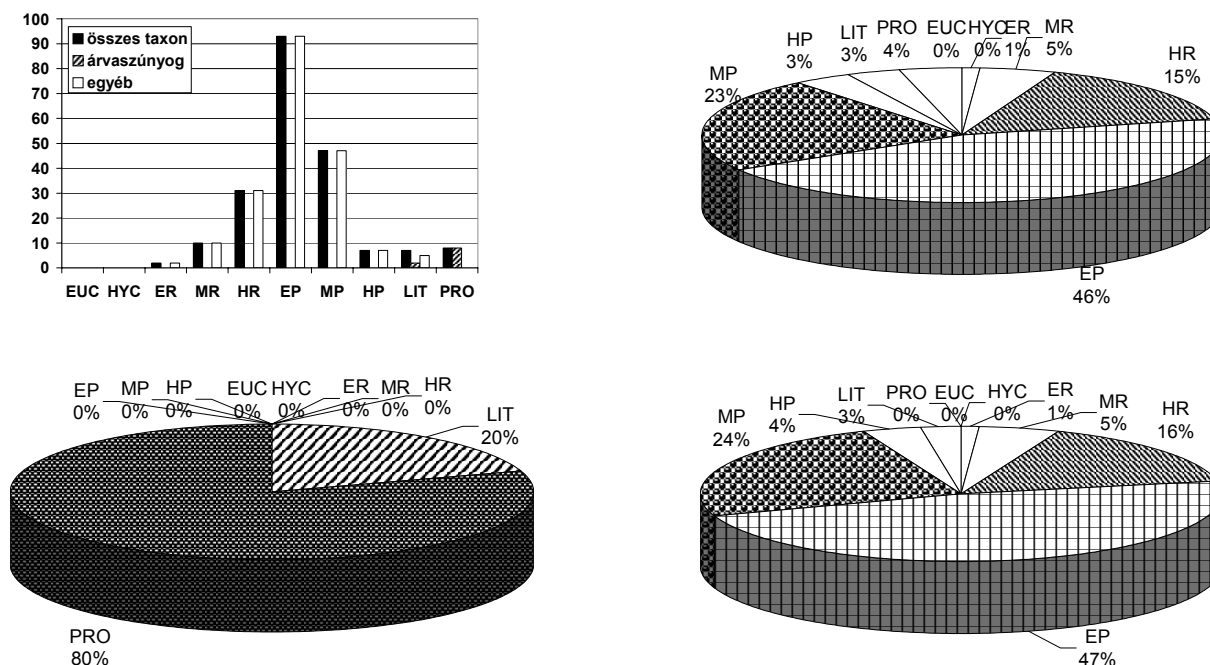 100
90
80
70
60
50
40
30
20
10
0
összes taxon
árvaszúnyog
egyéb
EUC HYC ER MR HR EP MP HP LIT PRO
MP
23%
HP
3%
LIT
3%
PRO
4%
EUC
0%
HYC
0%
ER
1%
MR
5%
HR
15%
EP
46%
EP
0%
MP
0%
HP
0%
EUC
0%
HYC
0%
ER
0%
MR
0%
HR
0%
LIT
20%
PRO
80%
MP
24%
HP
4%
LIT
3%
PRO
0%
EUC
0%
HYC
0%
ER
1%
MR
5%
HR
16%
EP
47%